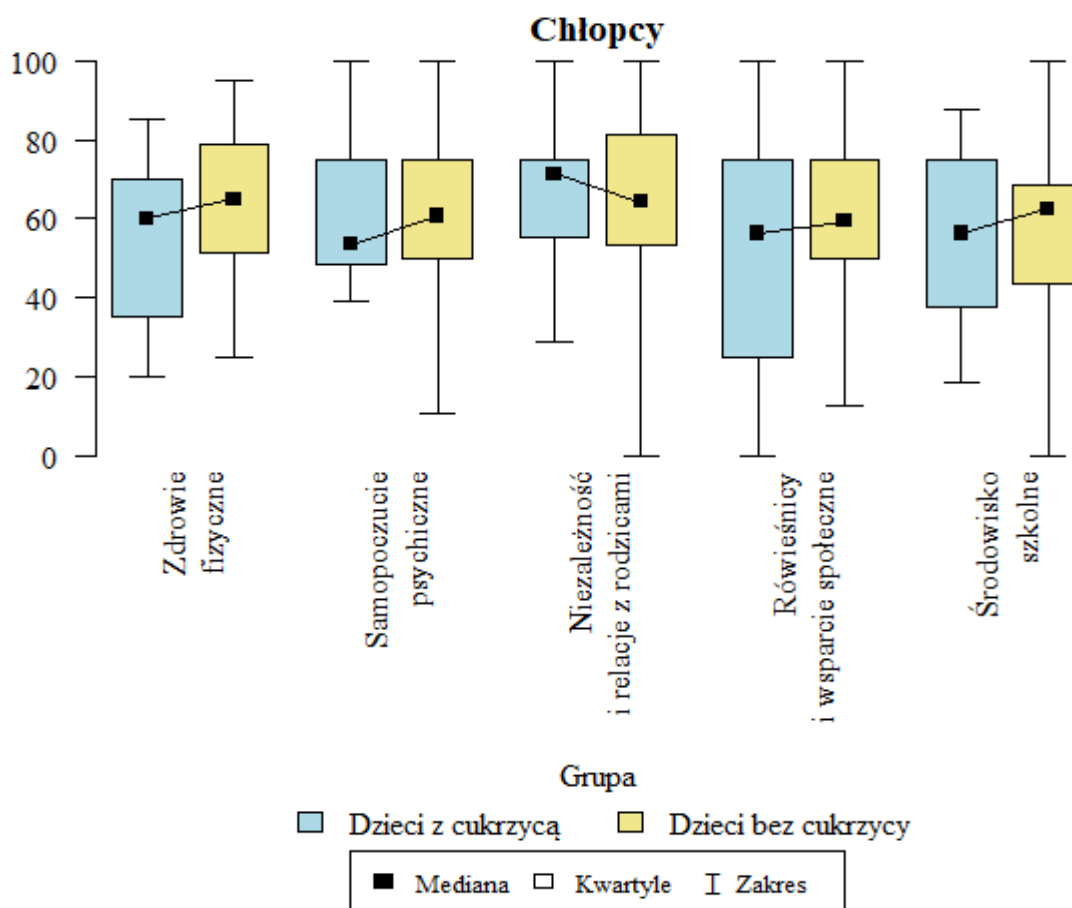 Chłopcy
100
80
60
40
20
0
Zdrowie
fizyczne
Samopoczucie
psychiczne
Niezależność
i relacje z rodzicami
Rówieśnicy
i wsparcie społeczne
Środowisko
szkolne
Grupa
Dzieci z cukrzycą Dzieci bez cukrzycy
Mediana Kwartyle Zakres